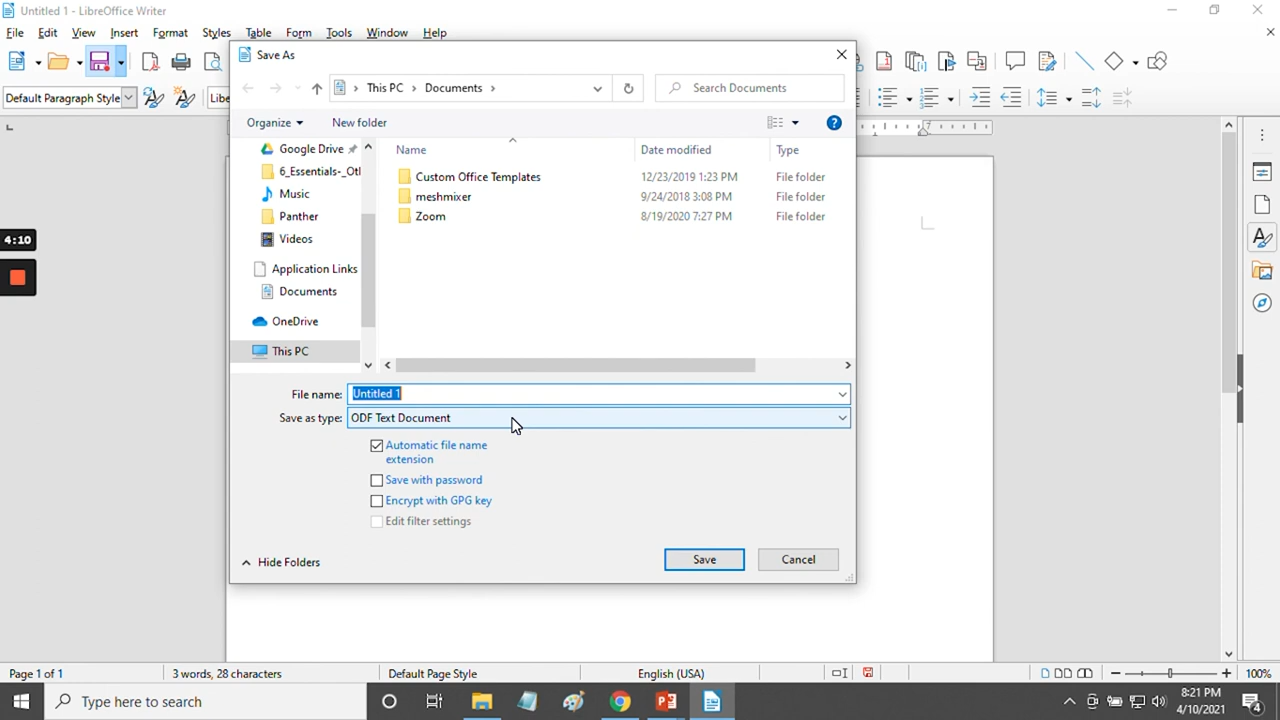 Untitled 1 - LibreOffice Writer
File Edit View Insert Format Styles Table Form Tools Window Help
Save As
This PC > Documents >
Search Documents
Default Paragraph Style
Libe
Organize
New folder
7
Google Drive
6_Essentials-_Otl
Music
Panther
Videos
Application Links
Documents
OneDrive
This PC
Name Date modified Type
Custom Office Templates 12/23/2019 1:23 PM File folder
meshmixer 9/24/2018 3:08 PM File folder
Zoom 8/19/2020 7:27 PM File folder
4:10
File name: Untitled 1
Save as type: ODF Text Document
Automatic file name
extension
Save with password
Encrypt with GPG key
Edit filter settings
Hide Folders
Save
Cancel
Page 1 of 1 3 words, 28 characters Default Page Style English (USA) 100%
Type here to search
8:21 PM
4/10/2021
4